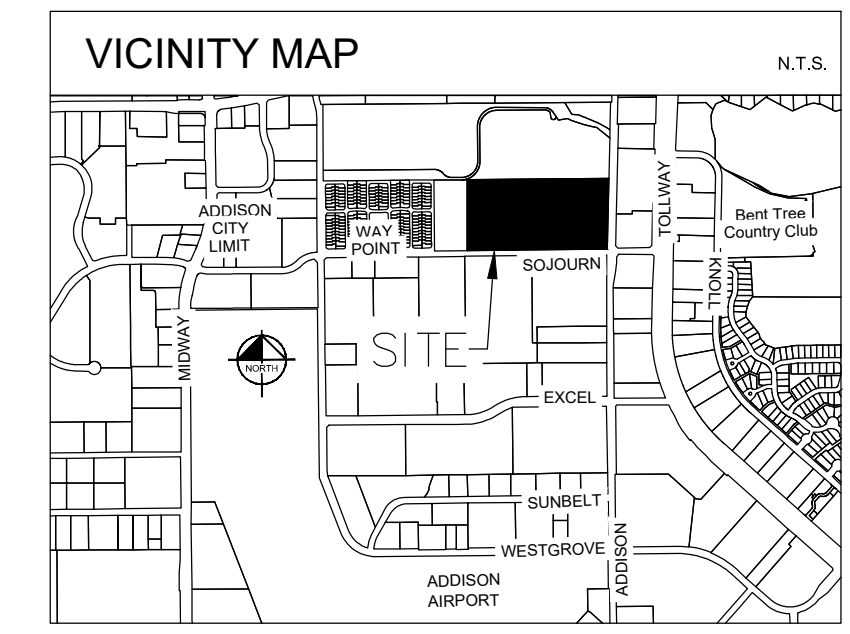 VICINITY MAP
N.T.S.
ADDISON
CITY
LIMIT
WAY
POINT
TOLLWAY
Bent Tree
Country Club
SOJOURN
KNOLL
MIDWAY
NORTH
SITE
EXCEL
SUNBELT
WESTGROVE
ADDISON
ADDISON
AIRPORT